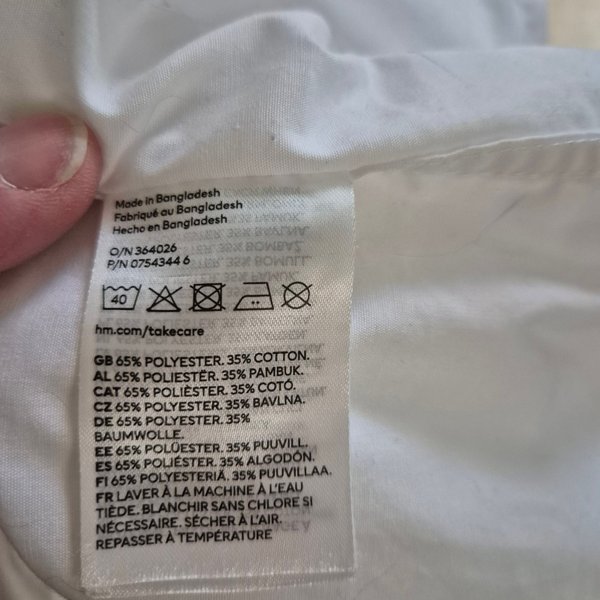 Made in Bangladesh
Fabriqué au Bangladesh
Hecho en Bangladesh
O/N 364026
P/N 0754344 6
40
hm.com/takecare
GB 65% POLYESTER. 35% COTTON.
AL 65% POLIESTËR. 35% PAMBUK.
CAT 65% POLIÈSTER. 35% COTÓ.
CZ 65% POLYESTER. 35% BAVLNA.
DE 65% POLYESTER. 35%
BAUMWOLLE.
EE 65% POLÜESTER. 35% PUUVILL.
ES 65% POLIÉSTER. 35% ALGODÓN.
FI 65% POLYESTERIÄ. 35% PUUVILLAA.
FR LAVER À LA MACHINE À L'EAU
TIÈDE. BLANCHIR SANS CHLORE SI
NÉCESSAIRE. SÉCHER À L'AIR.
REPASSER À TEMPÉRATURE